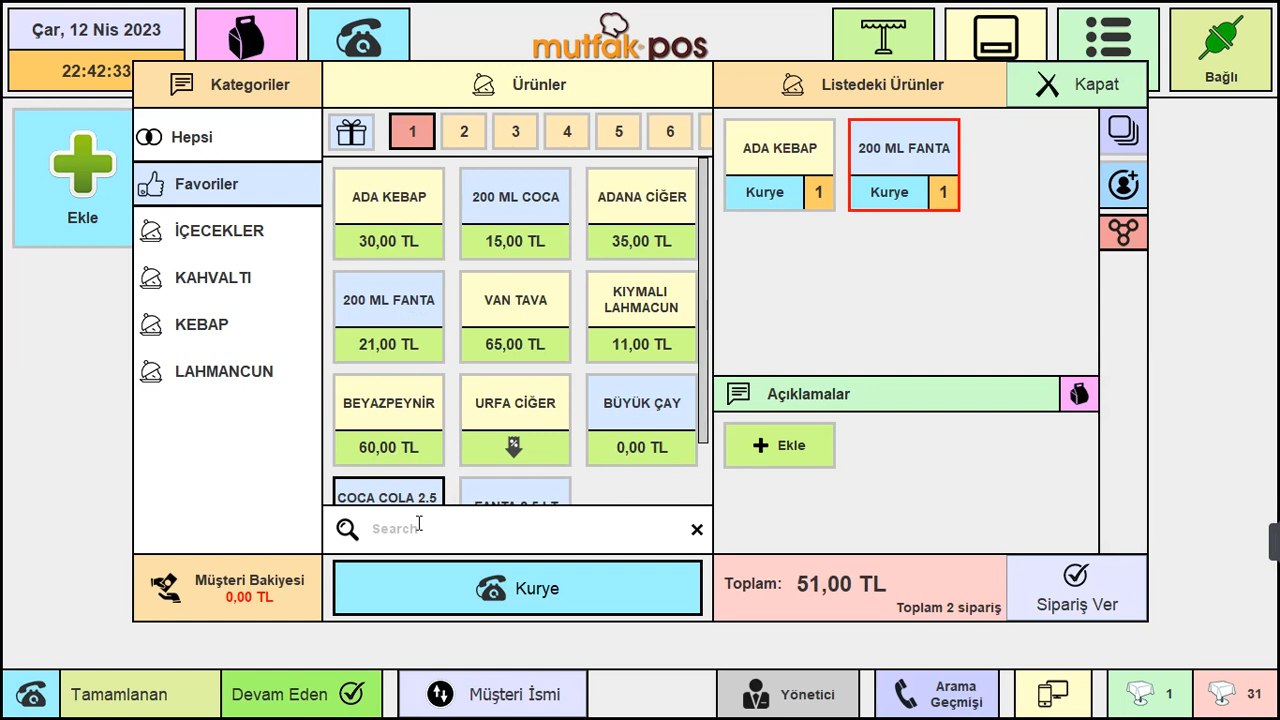 Çar, 12 Nis 2023
22:42:33
mutfak pos
Bağlı
Kategoriler
Ürünler
Listedeki Ürünler
Kapat
Ekle
Hepsi
Favoriler
İÇECEKLER
KAHVALTI
KEBAP
LAHMANCUN
1
2
3
4
5
6
ADA KEBAP
30,00 TL
200 ML COCA
15,00 TL
ADANA CİĞER
35,00 TL
200 ML FANTA
21,00 TL
VAN TAVA
65,00 TL
KIYMALI
LAHMACUN
11,00 TL
BEYAZPEYNİR
60,00 TL
URFA CİĞER
BÜYÜK ÇAY
0,00 TL
COCA COLA 2.5
FANTA 2.5 LT
Search
ADA KEBAP
Kurye
1
200 ML FANTA
Kurye
1
Açıklamalar
Ekle
Müşteri Bakiyesi
0,00 TL
Kurye
Toplam: 51,00 TL
Toplam 2 sipariş
Sipariş Ver
Tamamlanan
Devam Eden
Müşteri İsmi
Yönetici
Arama
Geçmişi
1
31